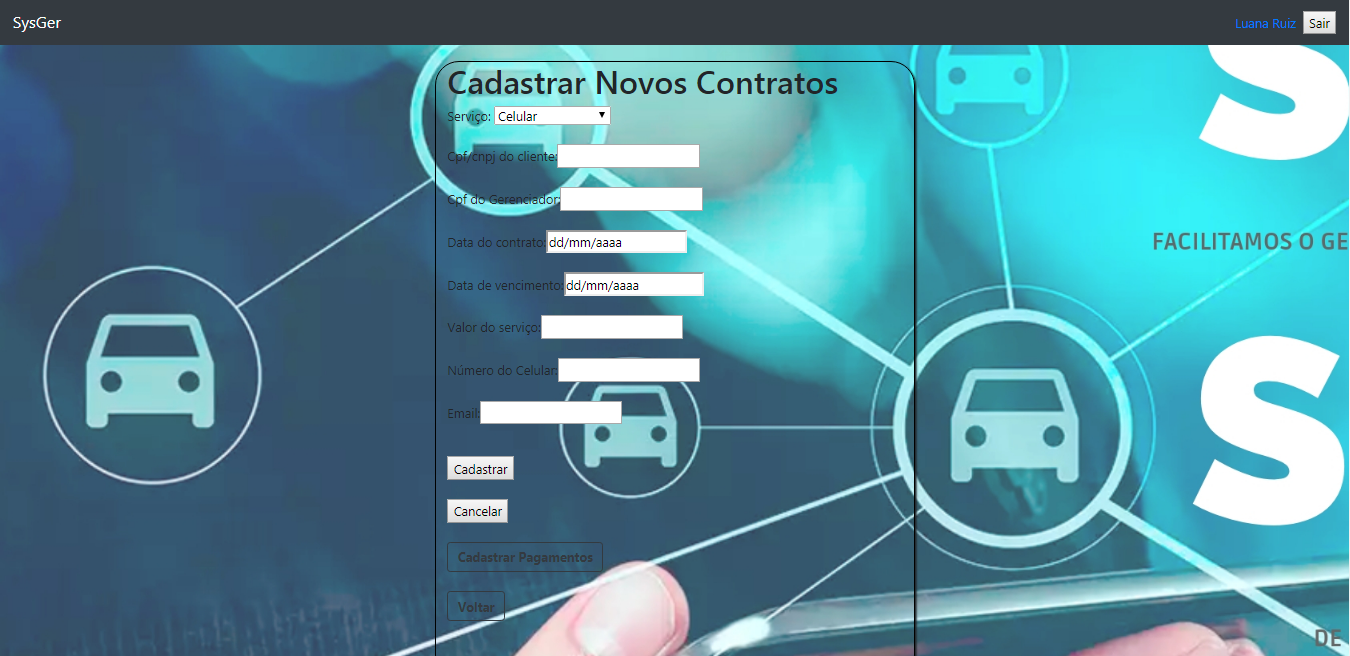 SysGer
Luana Ruiz Sair
Cadastrar Novos Contratos
Serviço: Celular
Cpf/cnpj do cliente:
Cpf do Gerenciador:
Data do contrato: dd/mm/aaaa
Data de vencimento: dd/mm/aaaa
Valor do serviço:
Número do Celular:
Email:
Cadastrar
Cancelar
Cadastrar Pagamentos
Voltar
S
FACILITAMOS O GE
S
DE